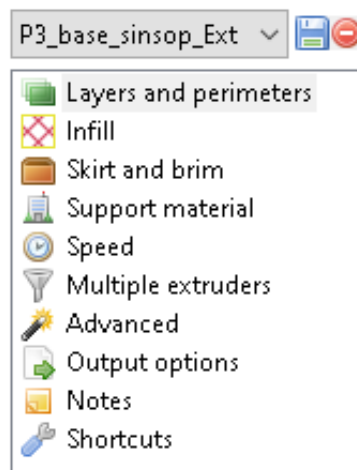 P3_base_sinsop_Ext
Layers and perimeters
Infill
Skirt and brim
Support material
Speed
Multiple extruders
Advanced
Output options
Notes
Shortcuts